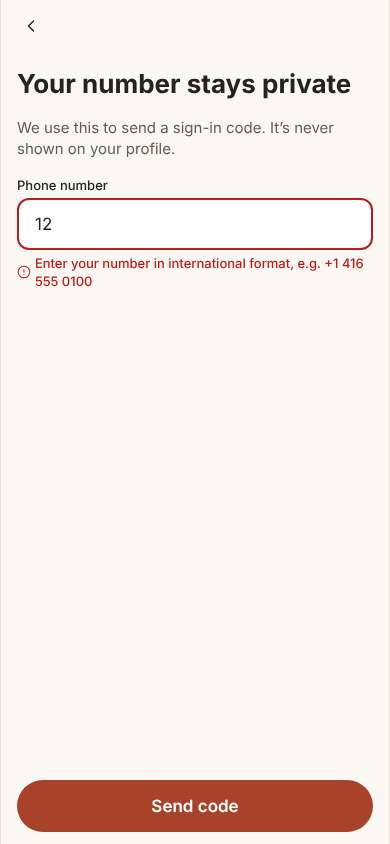 Your number stays private
We use this to send a sign-in code. It’s never
shown on your profile.
Phone number
12
Enter your number in international format, e.g. +1 416
555 0100
Send code